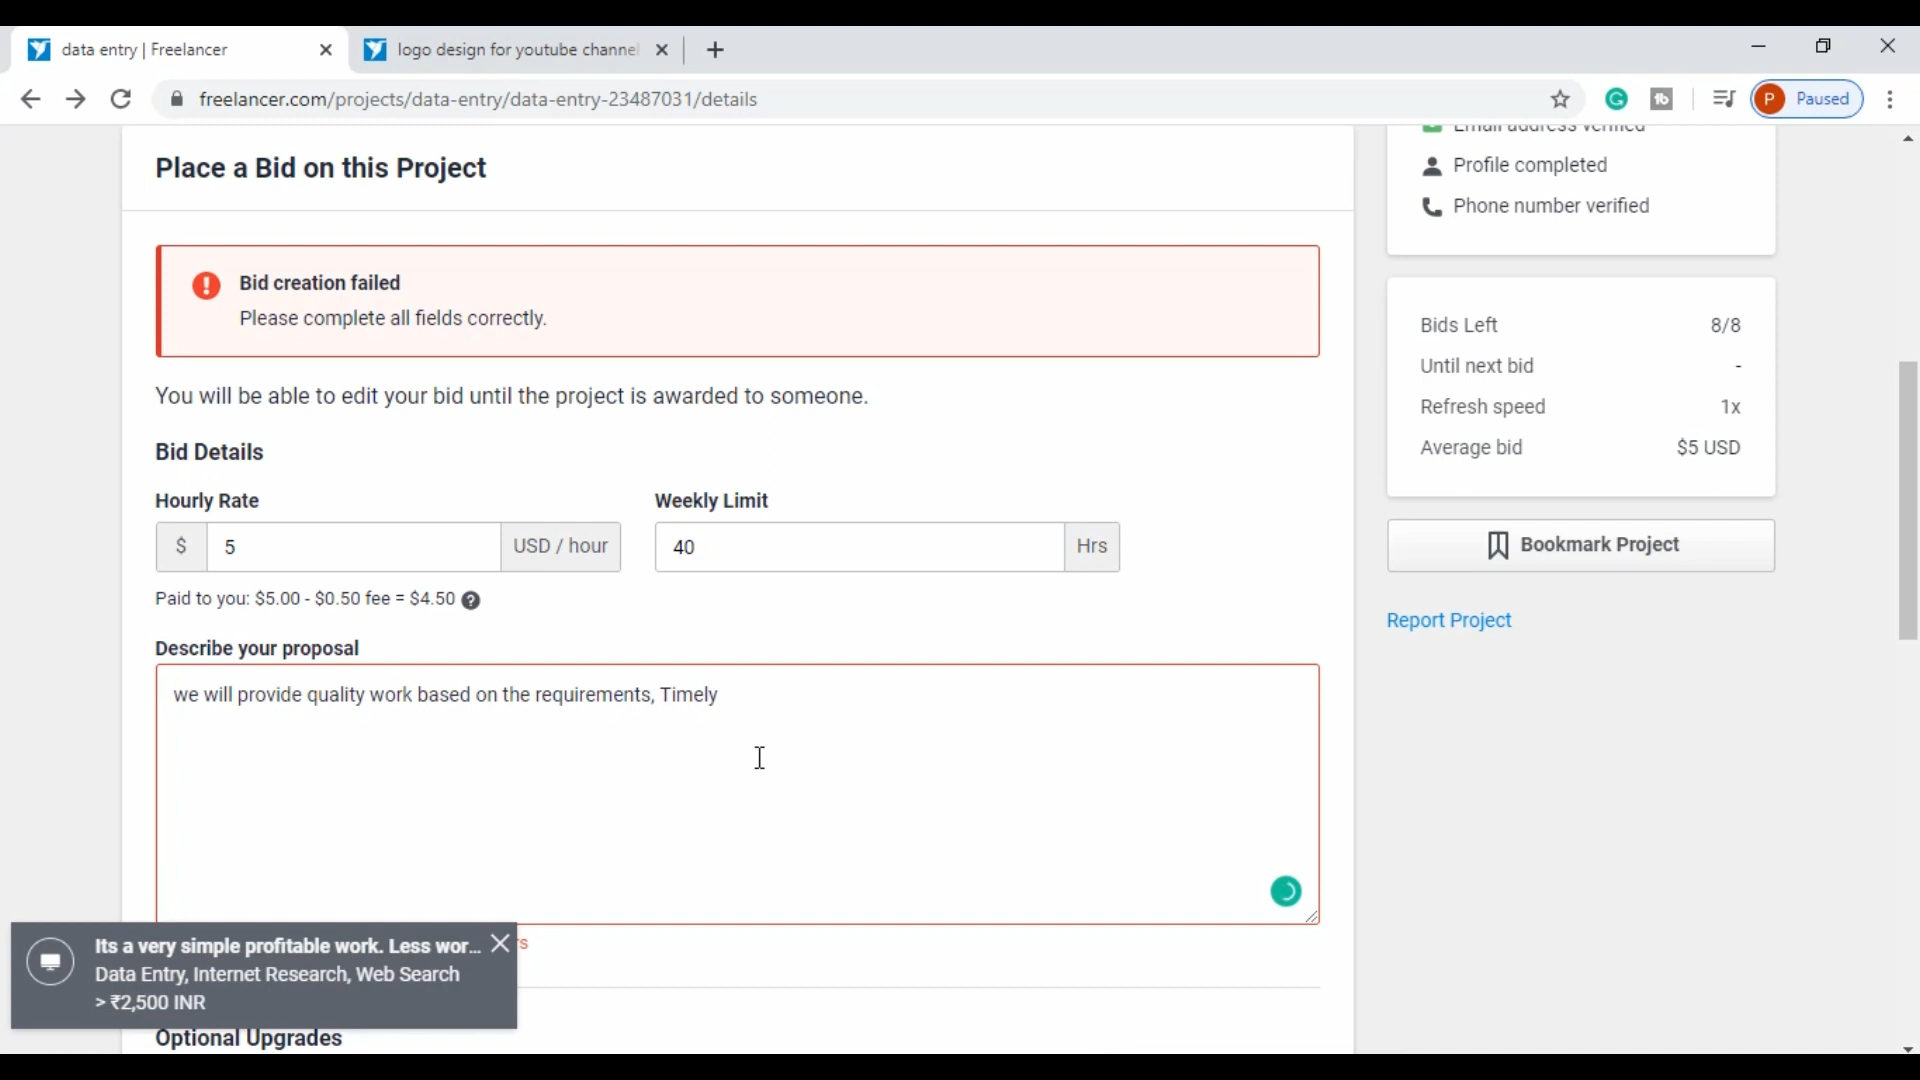 data entry | Freelancer
logo design for youtube channel
freelancer.com/projects/data-entry/data-entry-23487031/details
P Paused
Place a Bid on this Project
Email address verified
Profile completed
Phone number verified
Bid creation failed
Please complete all fields correctly.
Bids Left 8/8
Until next bid -
Refresh speed 1x
Average bid $5 USD
You will be able to edit your bid until the project is awarded to someone.
Bid Details
Hourly Rate Weekly Limit
$ 5 USD / hour 40 Hrs
Bookmark Project
Paid to you: $5.00 - $0.50 fee = $4.50
Report Project
Describe your proposal
we will provide quality work based on the requirements, Timely
Its a very simple profitable work. Less wor...
Data Entry, Internet Research, Web Search
> ₹2,500 INR
Optional Upgrades